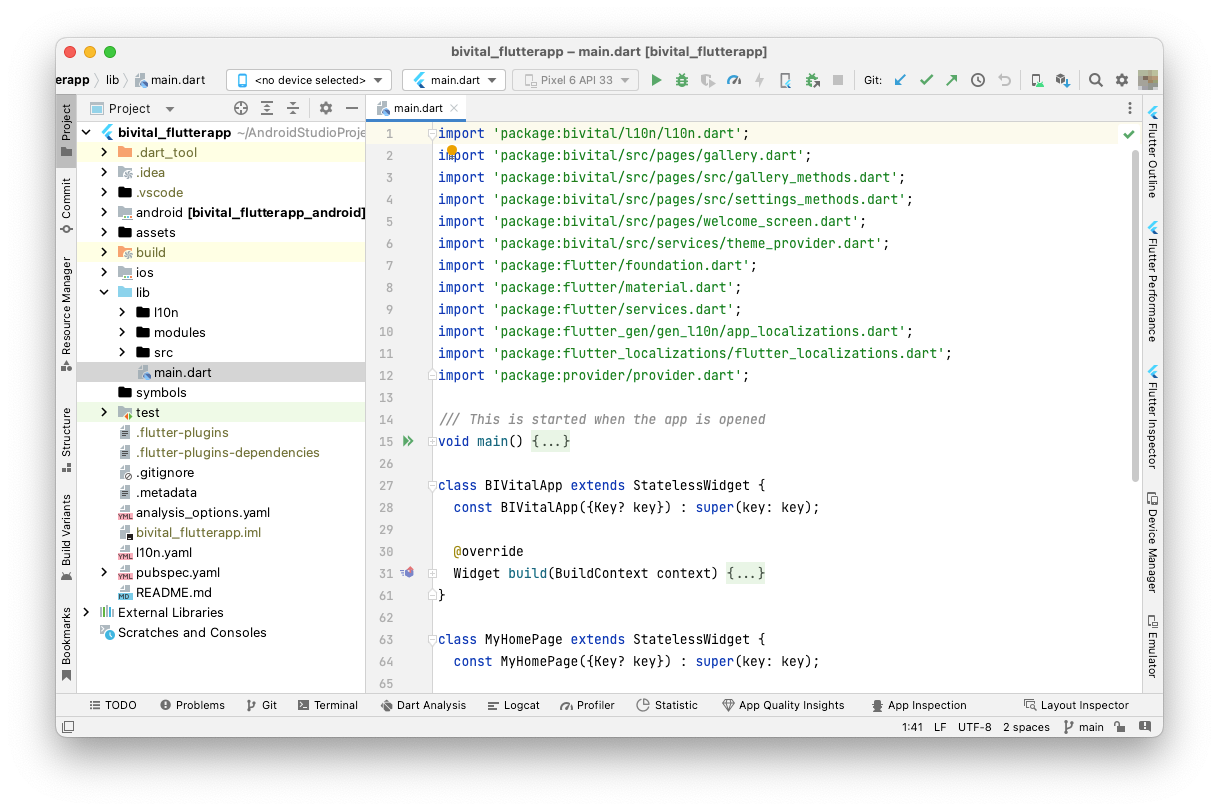 bivital_flutterapp – main.dart [bivital_flutterapp]
erapp lib main.dart <no device selected> main.dart Pixel 6 API 33 Git:
Project main.dart
Project
Commit
Resource Manager
Structure
Build Variants
Bookmarks
bivital_flutterapp ~/AndroidStudioProje
.dart_tool
.idea
.vscode
android [bivital_flutterapp_android]
assets
build
ios
lib
l10n
modules
src
main.dart
symbols
test
.flutter-plugins
.flutter-plugins-dependencies
.gitignore
.metadata
analysis_options.yaml
bivital_flutterapp.iml
l10n.yaml
pubspec.yaml
README.md
External Libraries
Scratches and Consoles
1 import 'package:bivital/l10n/l10n.dart';
2 import 'package:bivital/src/pages/gallery.dart';
3 import 'package:bivital/src/pages/src/gallery_methods.dart';
4 import 'package:bivital/src/pages/src/settings_methods.dart';
5 import 'package:bivital/src/pages/welcome_screen.dart';
6 import 'package:bivital/src/services/theme_provider.dart';
7 import 'package:flutter/foundation.dart';
8 import 'package:flutter/material.dart';
9 import 'package:flutter/services.dart';
10 import 'package:flutter_gen/gen_l10n/app_localizations.dart';
11 import 'package:flutter_localizations/flutter_localizations.dart';
12 import 'package:provider/provider.dart';
13
14 /// This is started when the app is opened
15 void main() {...}
26
27 class BIVitalApp extends StatelessWidget {
28 const BIVitalApp({Key? key}) : super(key: key);
29
30 @override
31 Widget build(BuildContext context) {...}
61 }
62
63 class MyHomePage extends StatelessWidget {
64 const MyHomePage({Key? key}) : super(key: key);
65
Flutter Outline
Flutter Performance
Flutter Inspector
Device Manager
Emulator
TODO Problems Git Terminal Dart Analysis Logcat Profiler Statistic App Quality Insights App Inspection Layout Inspector
1:41 LF UTF-8 2 spaces main